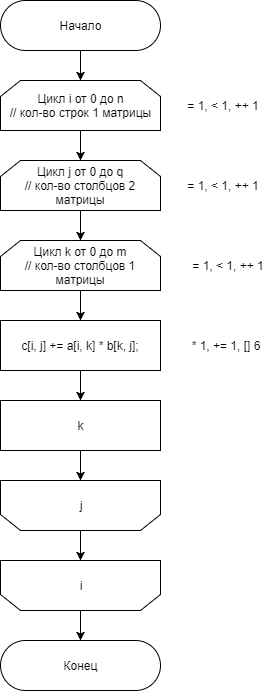 Начало
Цикл i от 0 до n
// кол-во строк 1 матрицы
= 1, < 1, ++ 1
Цикл j от 0 до q
// кол-во столбцов 2
матрицы
= 1, < 1, ++ 1
Цикл k от 0 до m
// кол-во столбцов 1
матрицы
= 1, < 1, ++ 1
c[i, j] += a[i, k] * b[k, j];
* 1, += 1, [] 6
k
j
i
Конец